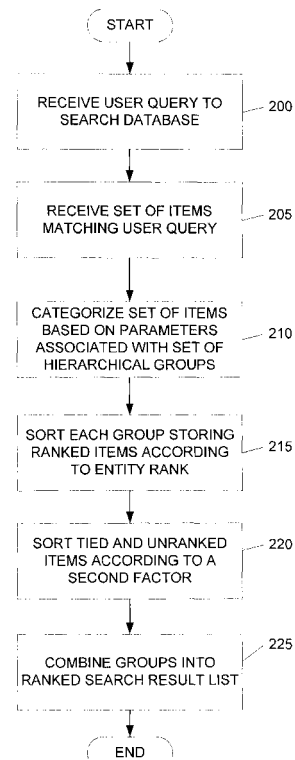 START
RECEIVE USER QUERY TO
SEARCH DATABASE
200
RECEIVE SET OF ITEMS
MATCHING USER QUERY
205
CATEGORIZE SET OF ITEMS
BASED ON PARAMETERS
ASSOCIATED WITH SET OF
HIERARCHICAL GROUPS
210
SORT EACH GROUP STORING
RANKED ITEMS ACCORDING
TO ENTITY RANK
215
SORT TIED AND UNRANKED
ITEMS ACCORDING TO A
SECOND FACTOR
220
COMBINE GROUPS INTO
RANKED SEARCH RESULT LIST
225
END